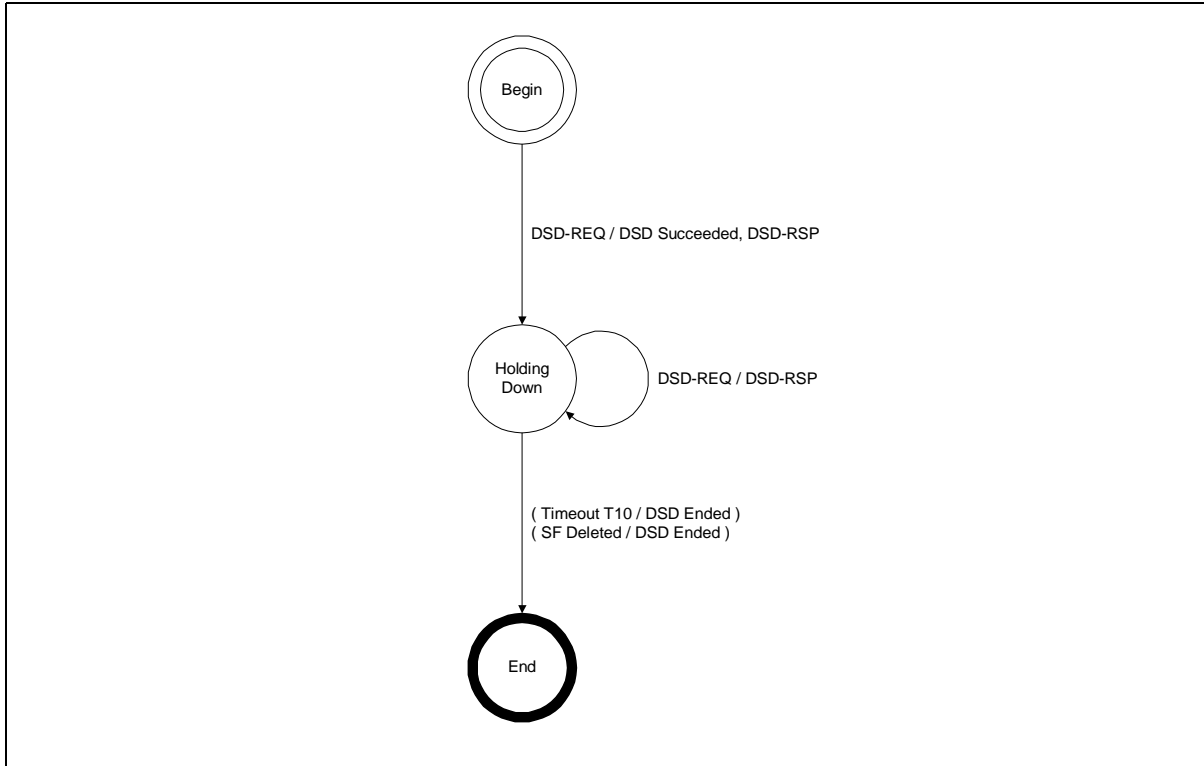 Begin
DSD-REQ / DSD Succeeded, DSD-RSP
Holding
Down
DSD-REQ / DSD-RSP
( Timeout T10 / DSD Ended )
( SF Deleted / DSD Ended )
End